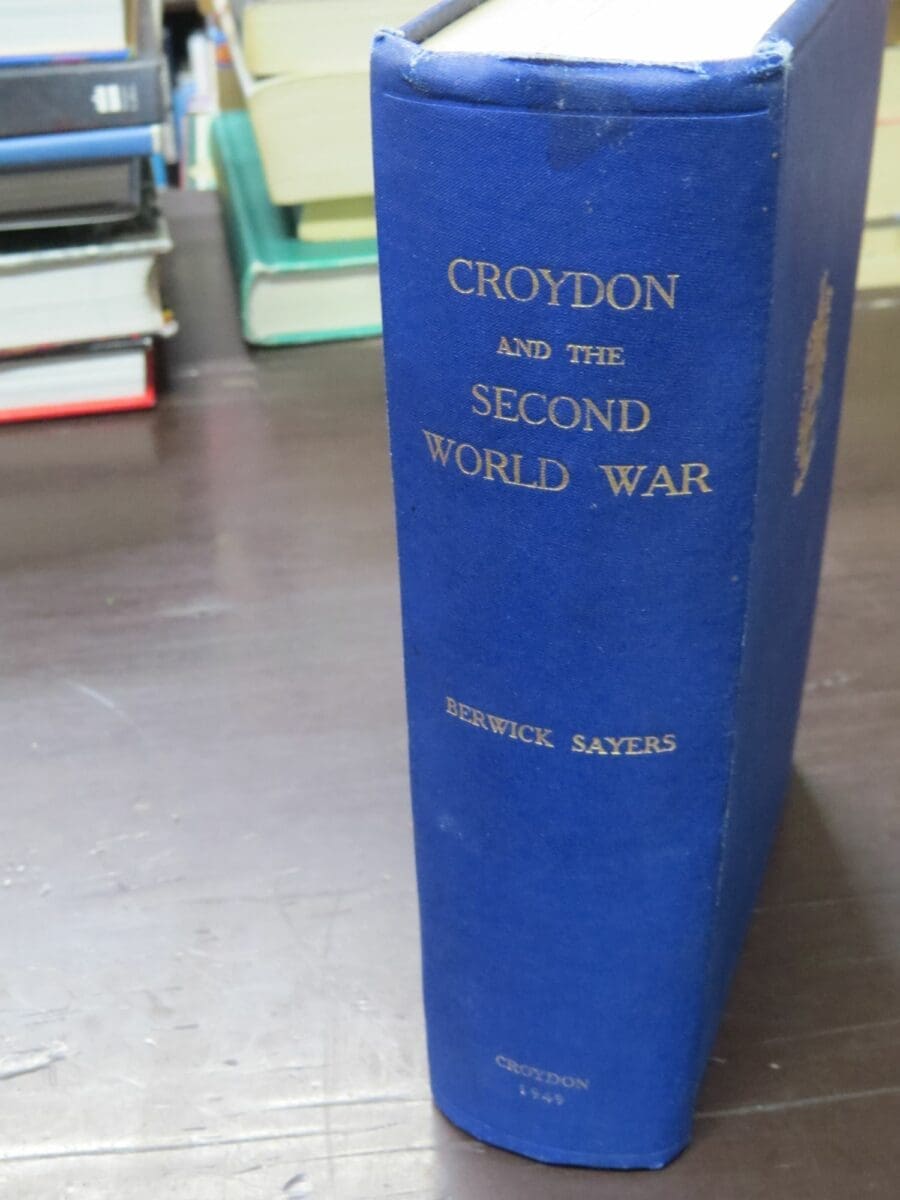 CROYDON
AND THE
SECOND
WORLD WAR
BERWICK SAYERS
CROYDON
1949